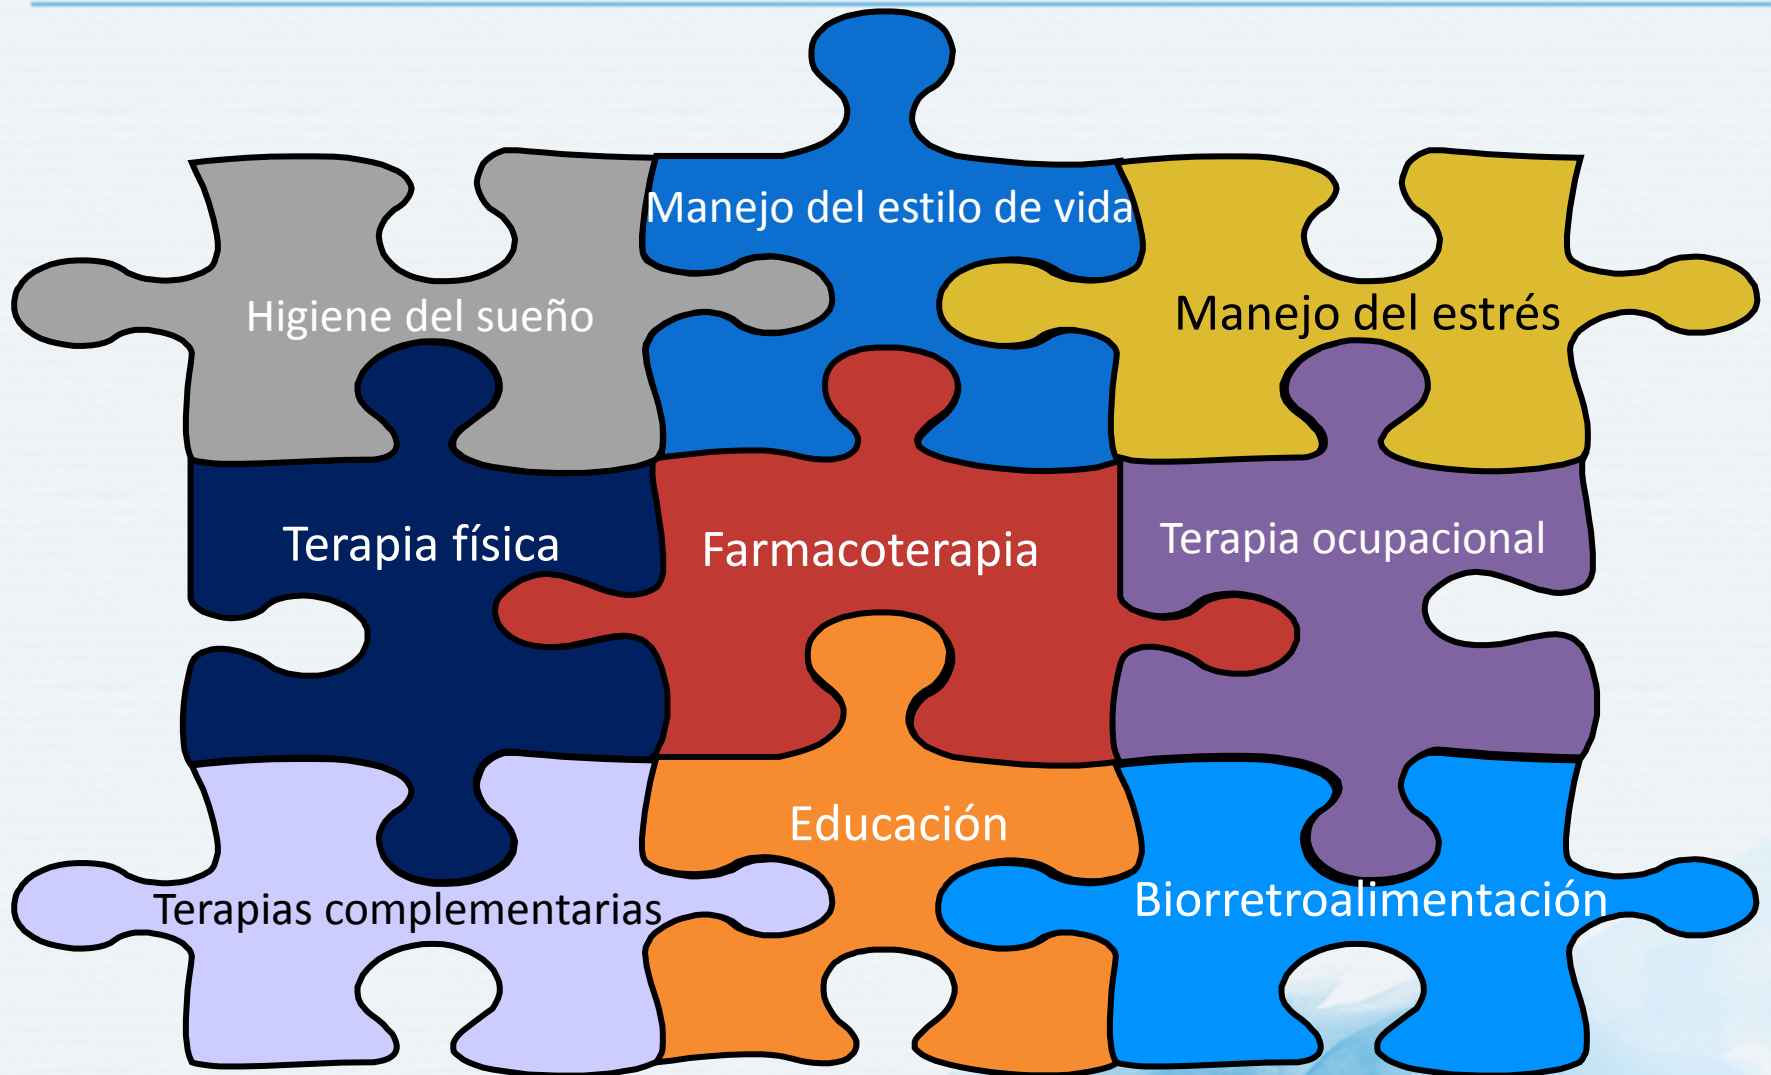 Manejo del estilo de vida
Higiene del sueño
Manejo del estrés
Terapia física
Farmacoterapia
Terapia ocupacional
Educación
Terapias complementarias
Biorretroalimentación